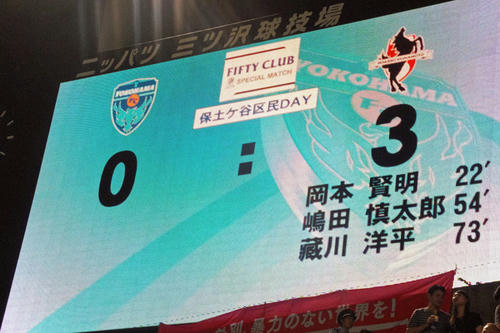 ニッパツ 三ツ沢球技場
FIFTY CLUB
SPECIAL MATCH
保土ケ谷区民DAY
YOKOHAMA
FC
YOKOHAMA
0 : 3
岡本 賢明 22′
嶋田 慎太郎 54′
藏川 洋平 73′
別、暴力のない世界を!